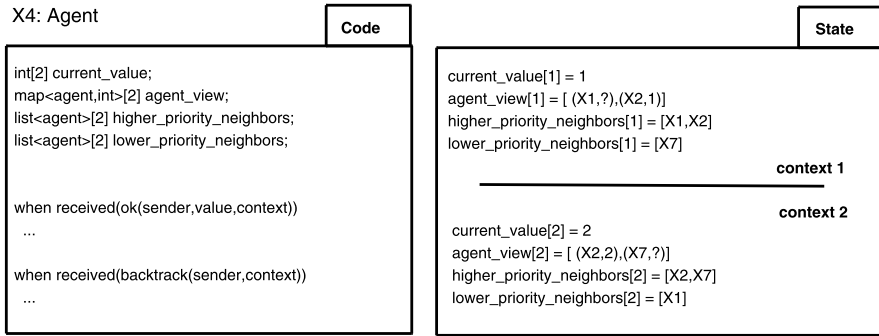 X4: Agent
Code
int[2] current_value;
map<agent,int>[2] agent_view;
list<agent>[2] higher_priority_neighbors;
list<agent>[2] lower_priority_neighbors;
when received(ok(sender,value,context))
...
when received(backtrack(sender,context))
...
State
current_value[1] = 1
agent_view[1] = [ (X1,?),(X2,1)]
higher_priority_neighbors[1] = [X1,X2]
lower_priority_neighbors[1] = [X7]
context 1
context 2
current_value[2] = 2
agent_view[2] = [ (X2,2),(X7,?)]
higher_priority_neighbors[2] = [X2,X7]
lower_priority_neighbors[2] = [X1]